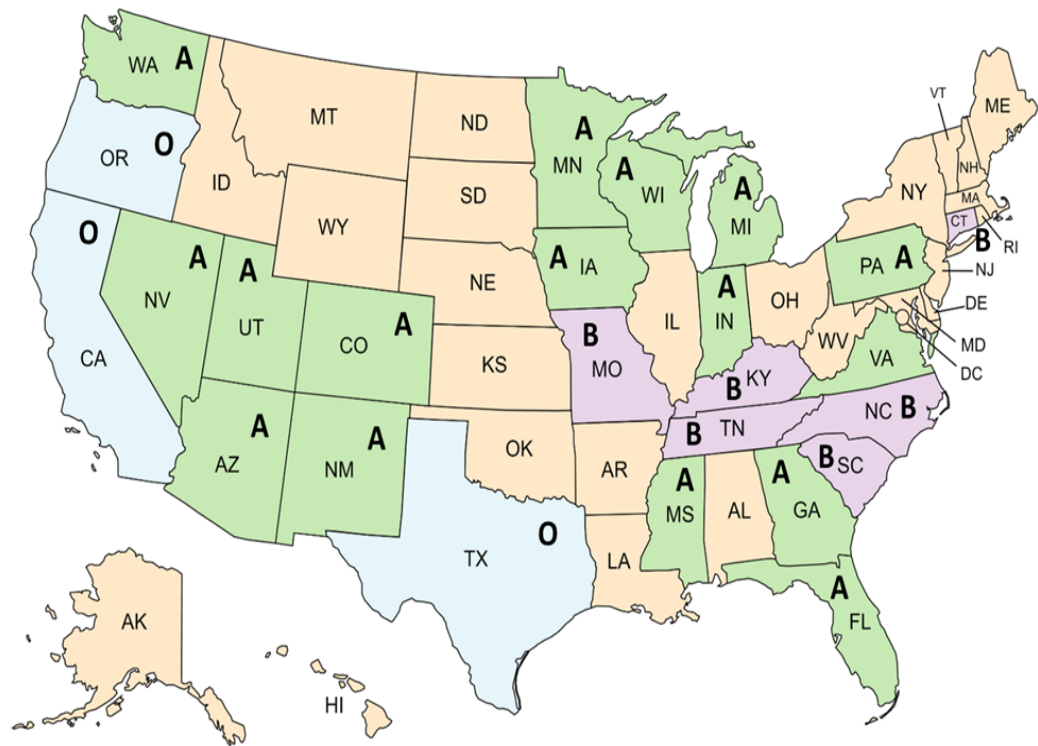 WA A
OR O
CA O
NV A
ID
MT
WY
UT A
CO A
AZ A
NM A
ND
SD
NE
KS
OK
TX O
MN A
IA A
MO B
AR
LA
WI A
IL
MI A
IN A
OH
KY B
TN B
MS A
AL
GA A
FL A
SC B
NC B
VA
WV
PA A
NY
VT
NH
ME
MA
CT B
RI
NJ
DE
MD
DC
AK
HI